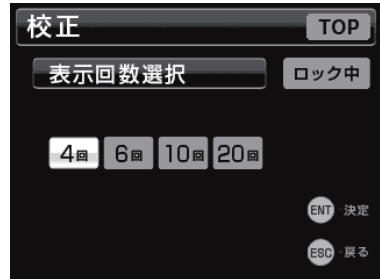 校正 TOP
表示回数選択 ロック中
4回 6回 10回 20回
ENT 決定
ESC 戻る